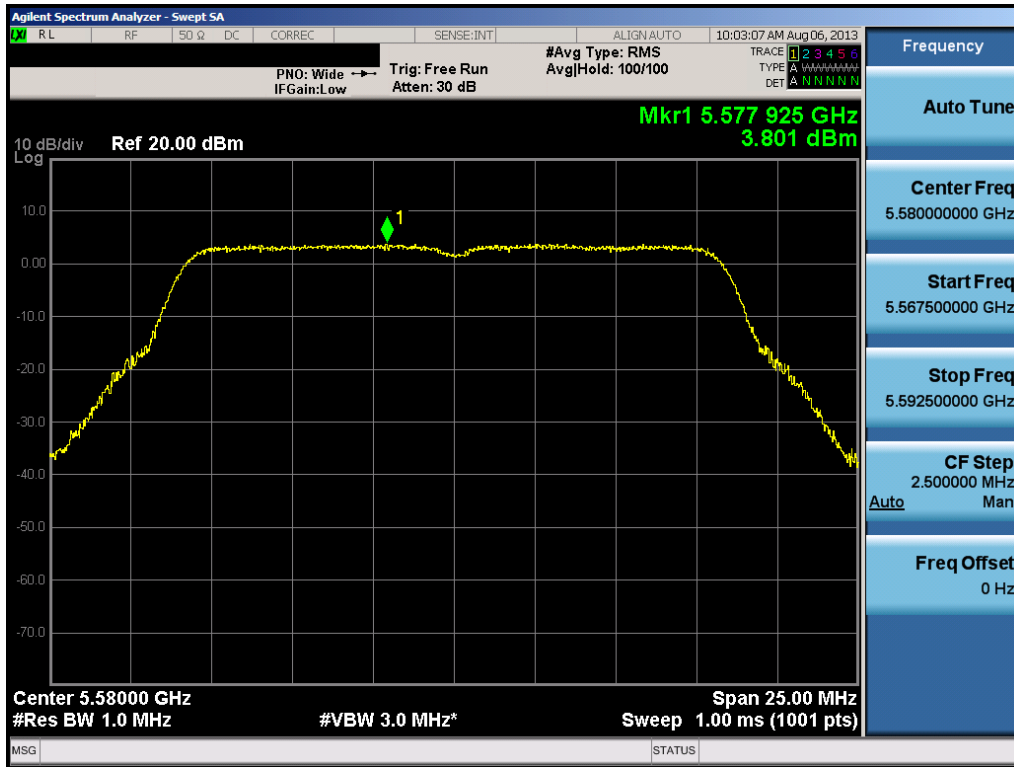 Agilent Spectrum Analyzer - Swept SA
LXI RL RF 50 Ω DC CORREC SENSE:INT ALIGN AUTO 10:03:07 AM Aug 06, 2013
PNO: Wide
IFGain:Low
Trig: Free Run
Atten: 30 dB
#Avg Type: RMS
Avg|Hold: 100/100
TRACE 1 2 3 4 5 6
TYPE A WWWWW
DET A N N N N N
Mkr1 5.577 925 GHz
3.801 dBm
10 dB/div Ref 20.00 dBm
Log
10.0
0.00
-10.0
-20.0
-30.0
-40.0
-50.0
-60.0
-70.0
1
Center 5.58000 GHz Span 25.00 MHz
#Res BW 1.0 MHz #VBW 3.0 MHz* Sweep 1.00 ms (1001 pts)
MSG STATUS
Frequency
Auto Tune
Center Freq
5.580000000 GHz
Start Freq
5.567500000 GHz
Stop Freq
5.592500000 GHz
CF Step
2.500000 MHz
Auto Man
Freq Offset
0 Hz